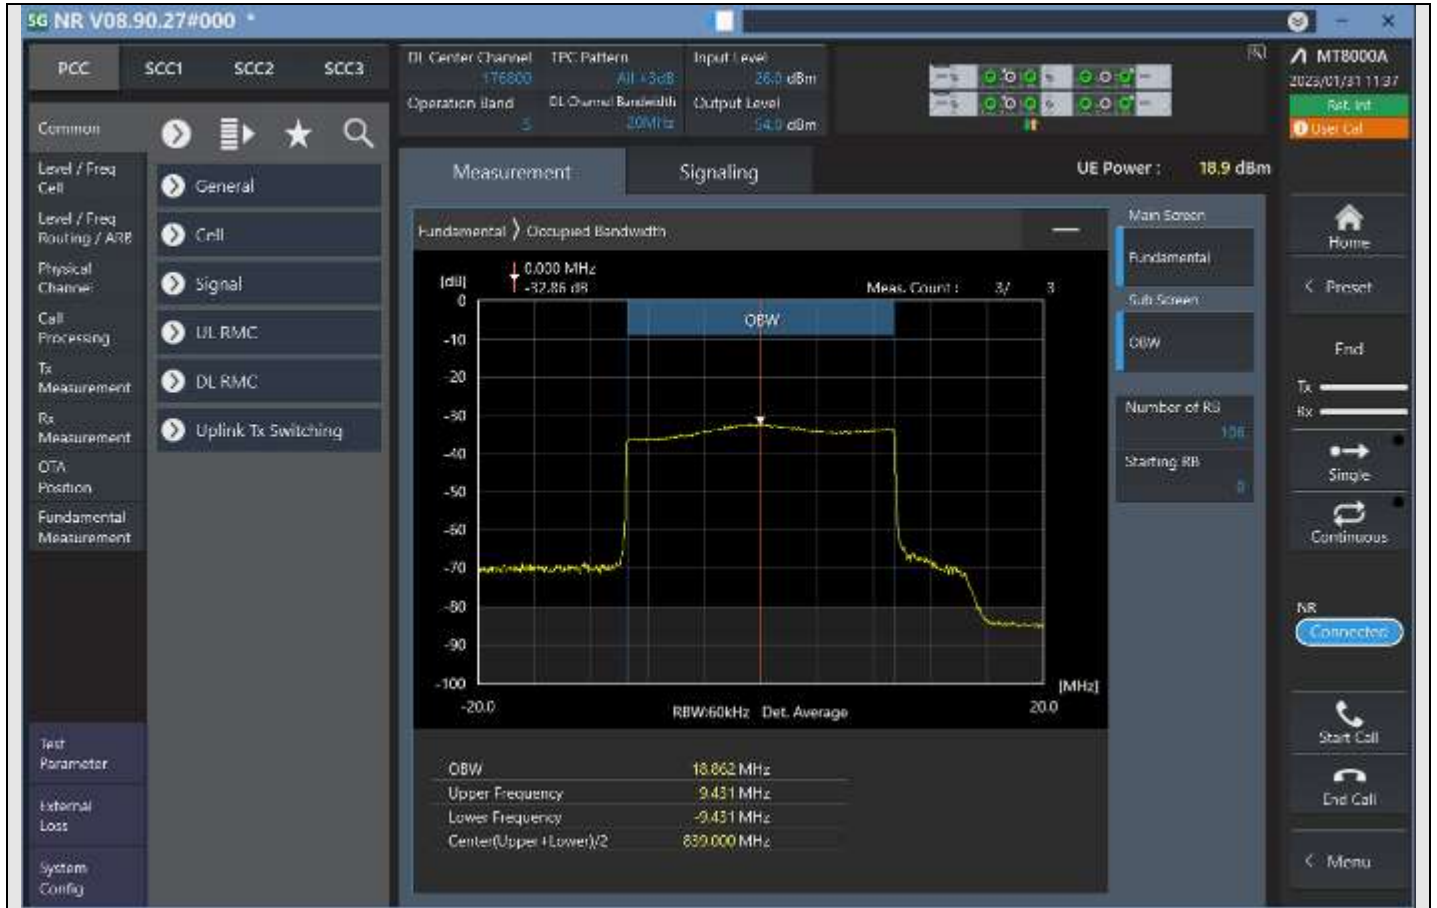 SG NR V08.90.27#000 *
PCC SCC1 SCC2 SCC3
DL Center Channel
176800
TPC Pattern
All +3dB
Input Level
26.0 dBm
Operation Band
5
DL Channel Bandwidth
20MHz
Output Level
54.0 dBm
MT8000A
2023/01/31 11:37
Ref. Int
User Cal
Common
Level / Freq
Cell
Level / Freq
Routing / ARB
Physical
Channel
Call
Processing
Tx
Measurement
Rx
Measurement
OTA
Position
Fundamental
Measurement
Test
Parameter
External
Loss
System
Config
General
Cell
Signal
UL RMC
DL RMC
Uplink Tx Switching
Measurement Signaling
UE Power : 18.9 dBm
Fundamental > Occupied Bandwidth
0.000 MHz
-32.86 dB
Meas. Count : 3/ 3
[dB]
OBW
0
-10
-20
-30
-40
-50
-60
-70
-80
-90
-100
[MHz]
-20.0 20.0
RBW:60kHz Det. Average
OBW 18.862 MHz
Upper Frequency 9.431 MHz
Lower Frequency -9.431 MHz
Center(Upper+Lower)/2 839.000 MHz
Main Screen
Fundamental
Sub Screen
OBW
Number of RB
106
Starting RB
0
Home
< Preset
End
Tx
Rx
Single
Continuous
NR
Connected
Start Call
End Call
< Menu